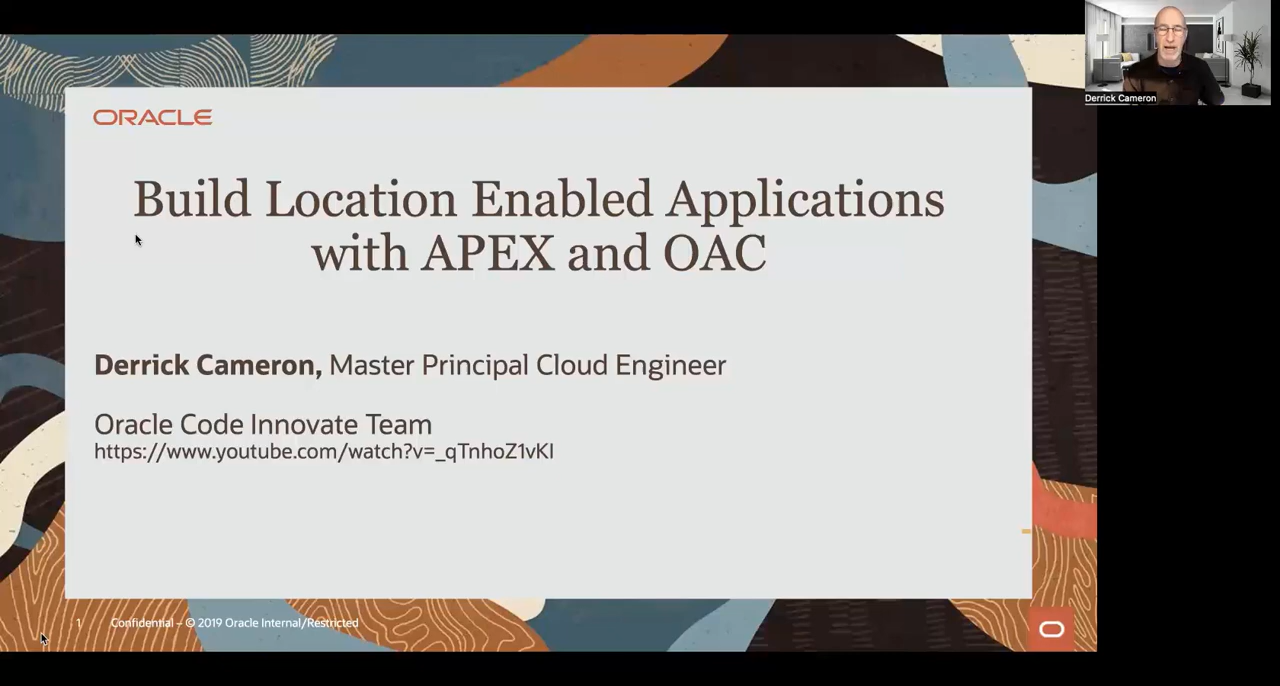 ORACLE
Build Location Enabled Applications
with APEX and OAC
Derrick Cameron, Master Principal Cloud Engineer
Oracle Code Innovate Team
https://www.youtube.com/watch?v=_qTnhoZ1vKI
1 Confidential – © 2019 Oracle Internal/Restricted
Derrick Cameron